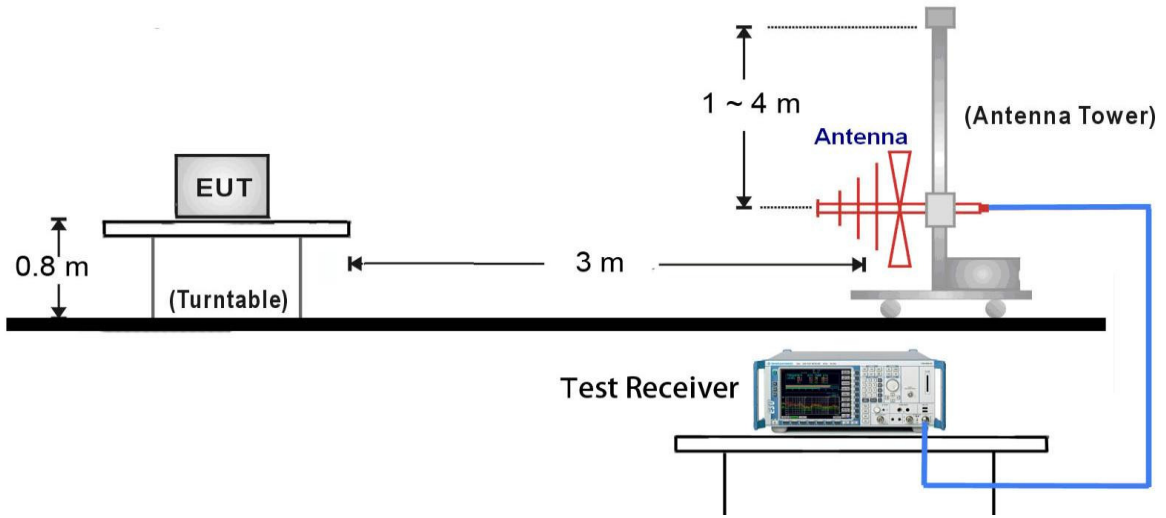 1 ~ 4 m
(Antenna Tower)
Antenna
EUT
0.8 m
3 m
(Turntable)
Test Receiver